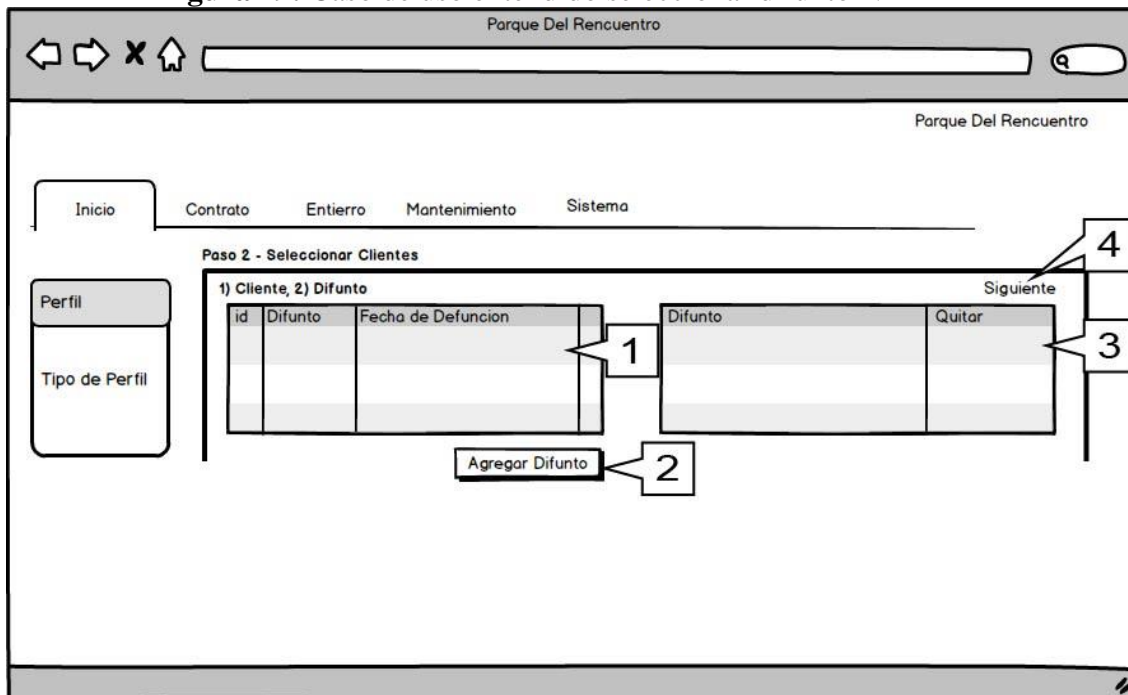 Parque Del Rencuentro
Parque Del Rencuentro
Inicio Contrato Entierro Mantenimiento Sistema
Paso 2 - Seleccionar Clientes
4
1) Cliente, 2) Difunto Siguiente
Perfil
id Difunto Fecha de Defuncion
Difunto Quitar
1
3
Tipo de Perfil
Agregar Difunto
2